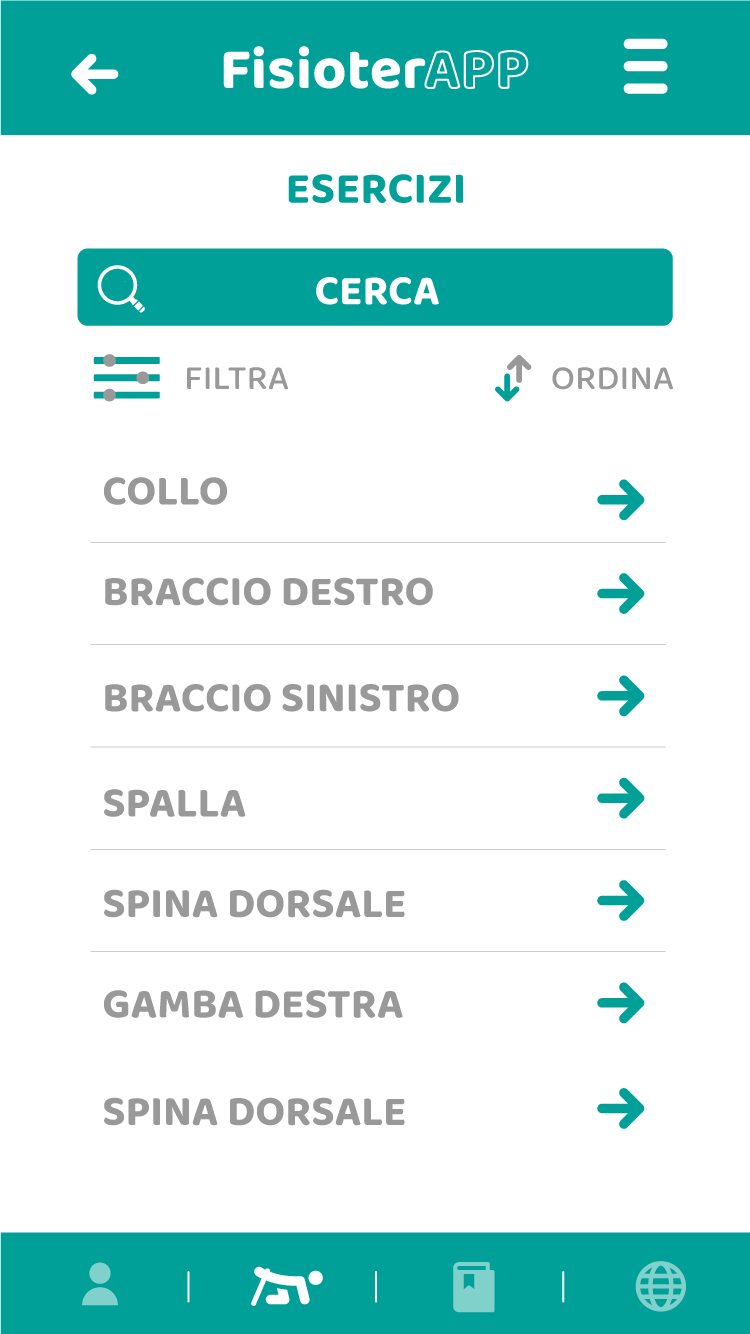 FisioterAPP
ESERCIZI
CERCA
FILTRA ORDINA
COLLO
BRACCIO DESTRO
BRACCIO SINISTRO
SPALLA
SPINA DORSALE
GAMBA DESTRA
SPINA DORSALE